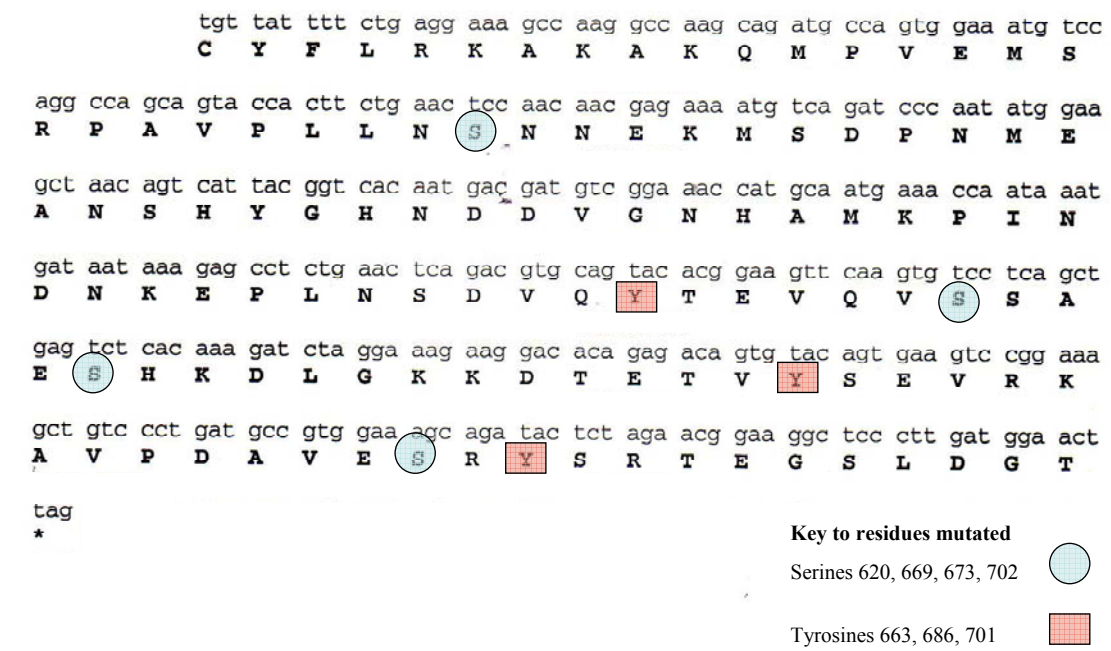 tgt tat ttt ctg agg aaa gcc aag gcc aag cag atg cca gtg gaa atg tcc
C Y F L R K A K A K Q M P V E M S
agg cca gca gta cca ctt ctg aac tcc aac aac gag aaa atg tca gat ccc aat atg gaa
R P A V P L L N S N N E K M S D P N M E
gct aac agt cat tac ggt cac aat gac gat gtc gga aac cat gca atg aaa cca ata aat
A N S H Y G H N D D V G N H A M K P I N
gat aat aaa gag cct ctg aac tca gac gtg cag tac acg gaa gtt caa gtg tcc tca gct
D N K E P L N S D V Q Y T E V Q V S S A
gag tct cac aaa gat cta gga aag aag gac aca gag aca gtg tac agt gaa gtc cgg aaa
E S H K D L G K K D T E T V Y S E V R K
gct gtc cct gat gcc gtg gaa agc aga tac tct aga acg gaa ggc tcc ctt gat gga act
A V P D A V E S R Y S R T E G S L D G T
tag
*
Key to residues mutated
Serines 620, 669, 673, 702
Tyrosines 663, 686, 701